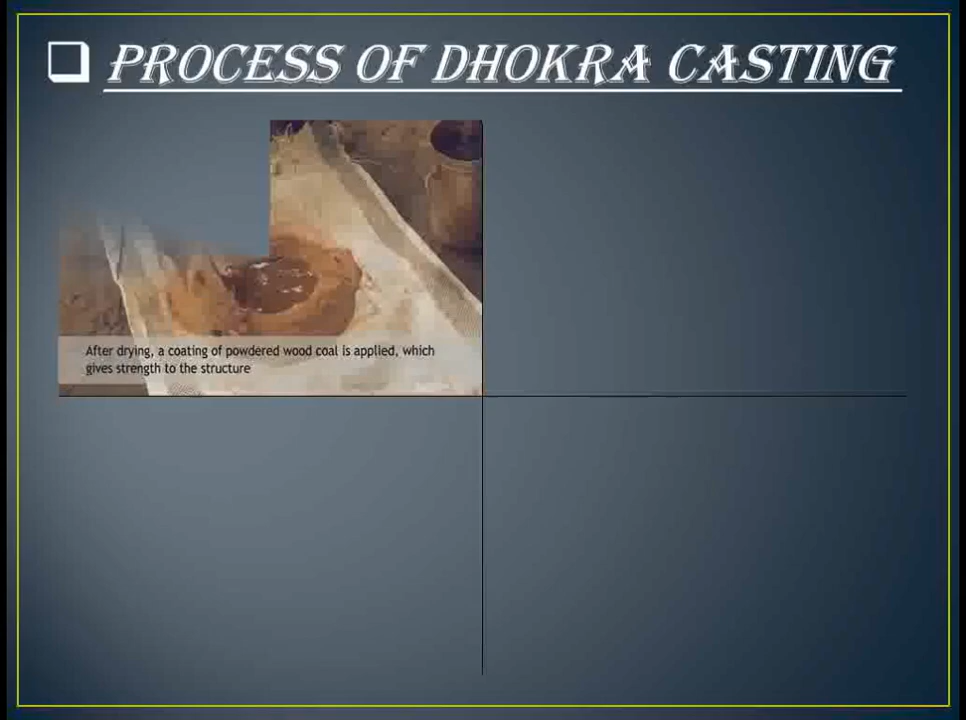 PROCESS OF DHOKRA CASTING
After drying, a coating of powdered wood coal is applied, which
gives strength to the structure